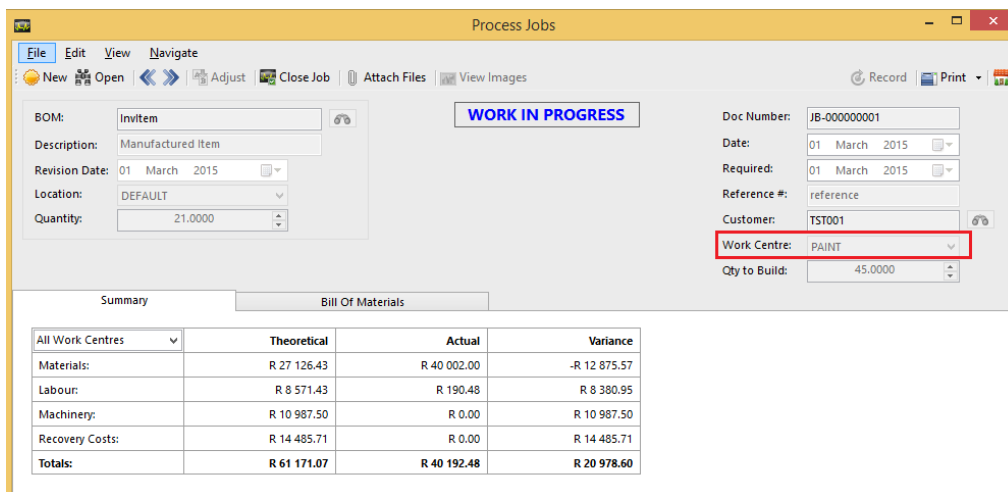 Process Jobs
File Edit View Navigate
New Open Adjust Close Job Attach Files View Images Record Print
BOM: InvItem
Description: Manufactured Item
Revision Date: 01 March 2015
Location: DEFAULT
Quantity: 21.0000
WORK IN PROGRESS
Doc Number: JB-000000001
Date: 01 March 2015
Required: 01 March 2015
Reference #: reference
Customer: TST001
Work Centre: PAINT
Qty to Build: 45.0000
Summary Bill Of Materials
All Work Centres Theoretical Actual Variance
Materials: R 27 126.43 R 40 002.00 -R 12 875.57
Labour: R 8 571.43 R 190.48 R 8 380.95
Machinery: R 10 987.50 R 0.00 R 10 987.50
Recovery Costs: R 14 485.71 R 0.00 R 14 485.71
Totals: R 61 171.07 R 40 192.48 R 20 978.60